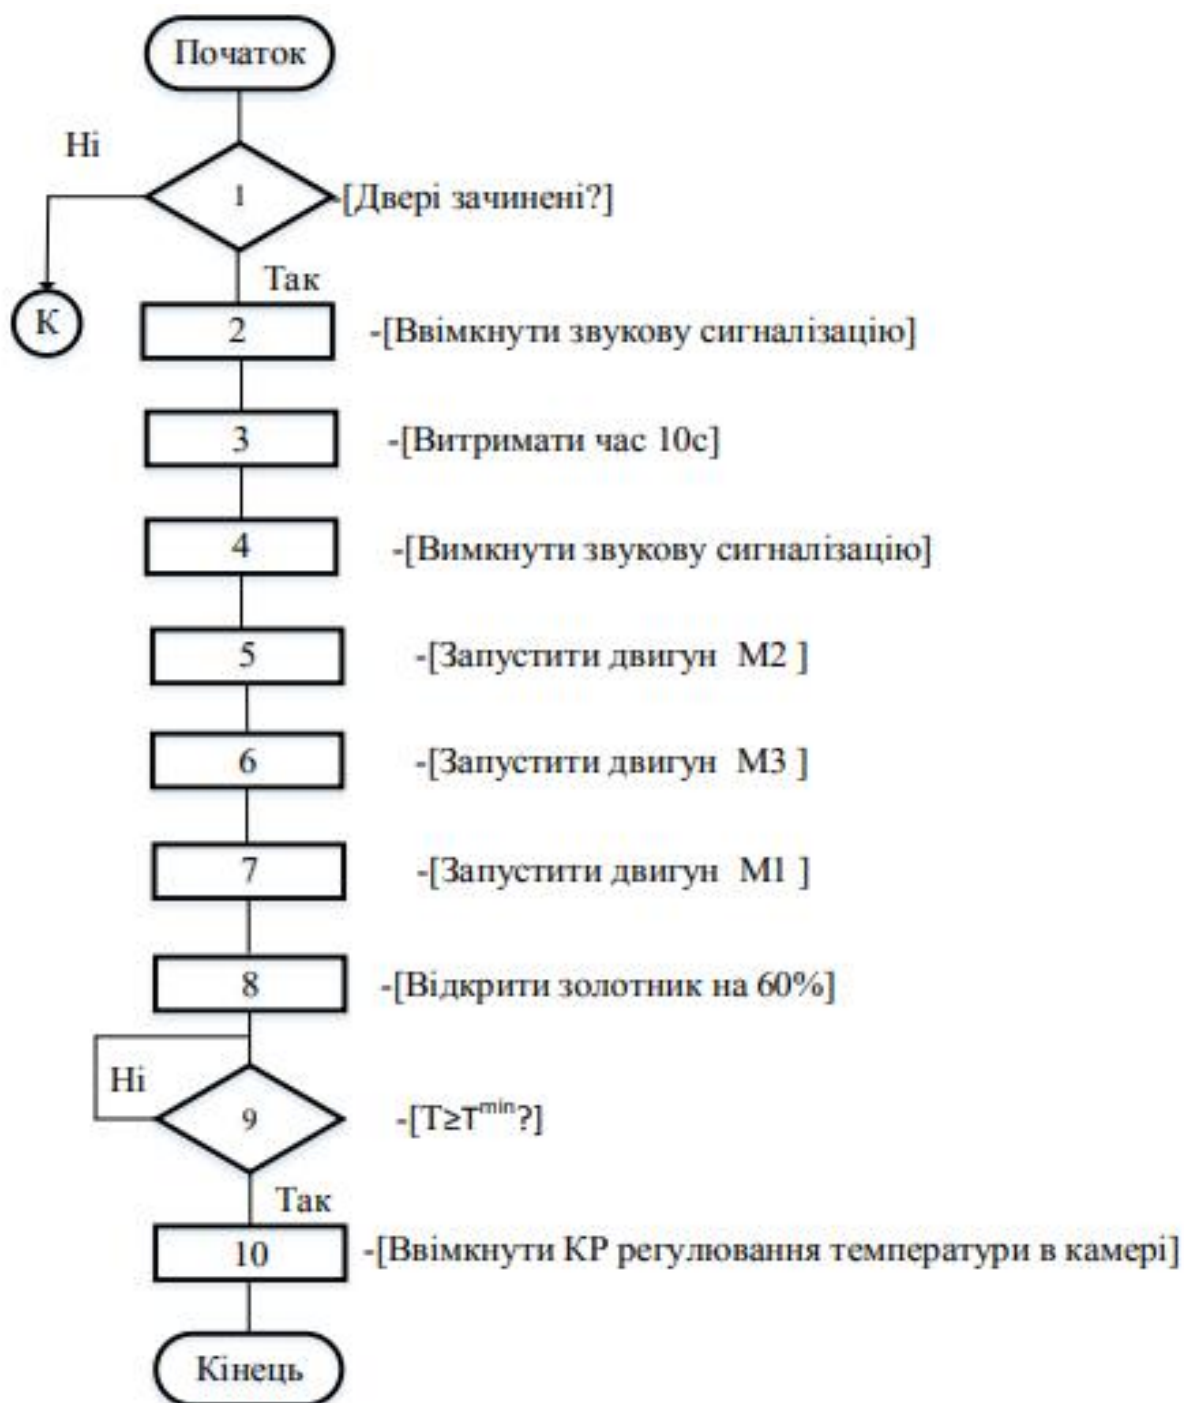 Початок
Ні
1 -[Двері зачинені?]
Так
К
2 -[Ввімкнути звукову сигналізацію]
3 -[Витримати час 10с]
4 -[Вимкнути звукову сигналізацію]
5 -[Запустити двигун М2 ]
6 -[Запустити двигун М3 ]
7 -[Запустити двигун М1 ]
8 -[Відкрити золотник на 60%]
Ні
9 -[T≥T^min?]
Так
10 -[Ввімкнути КР регулювання температури в камері]
Кінець